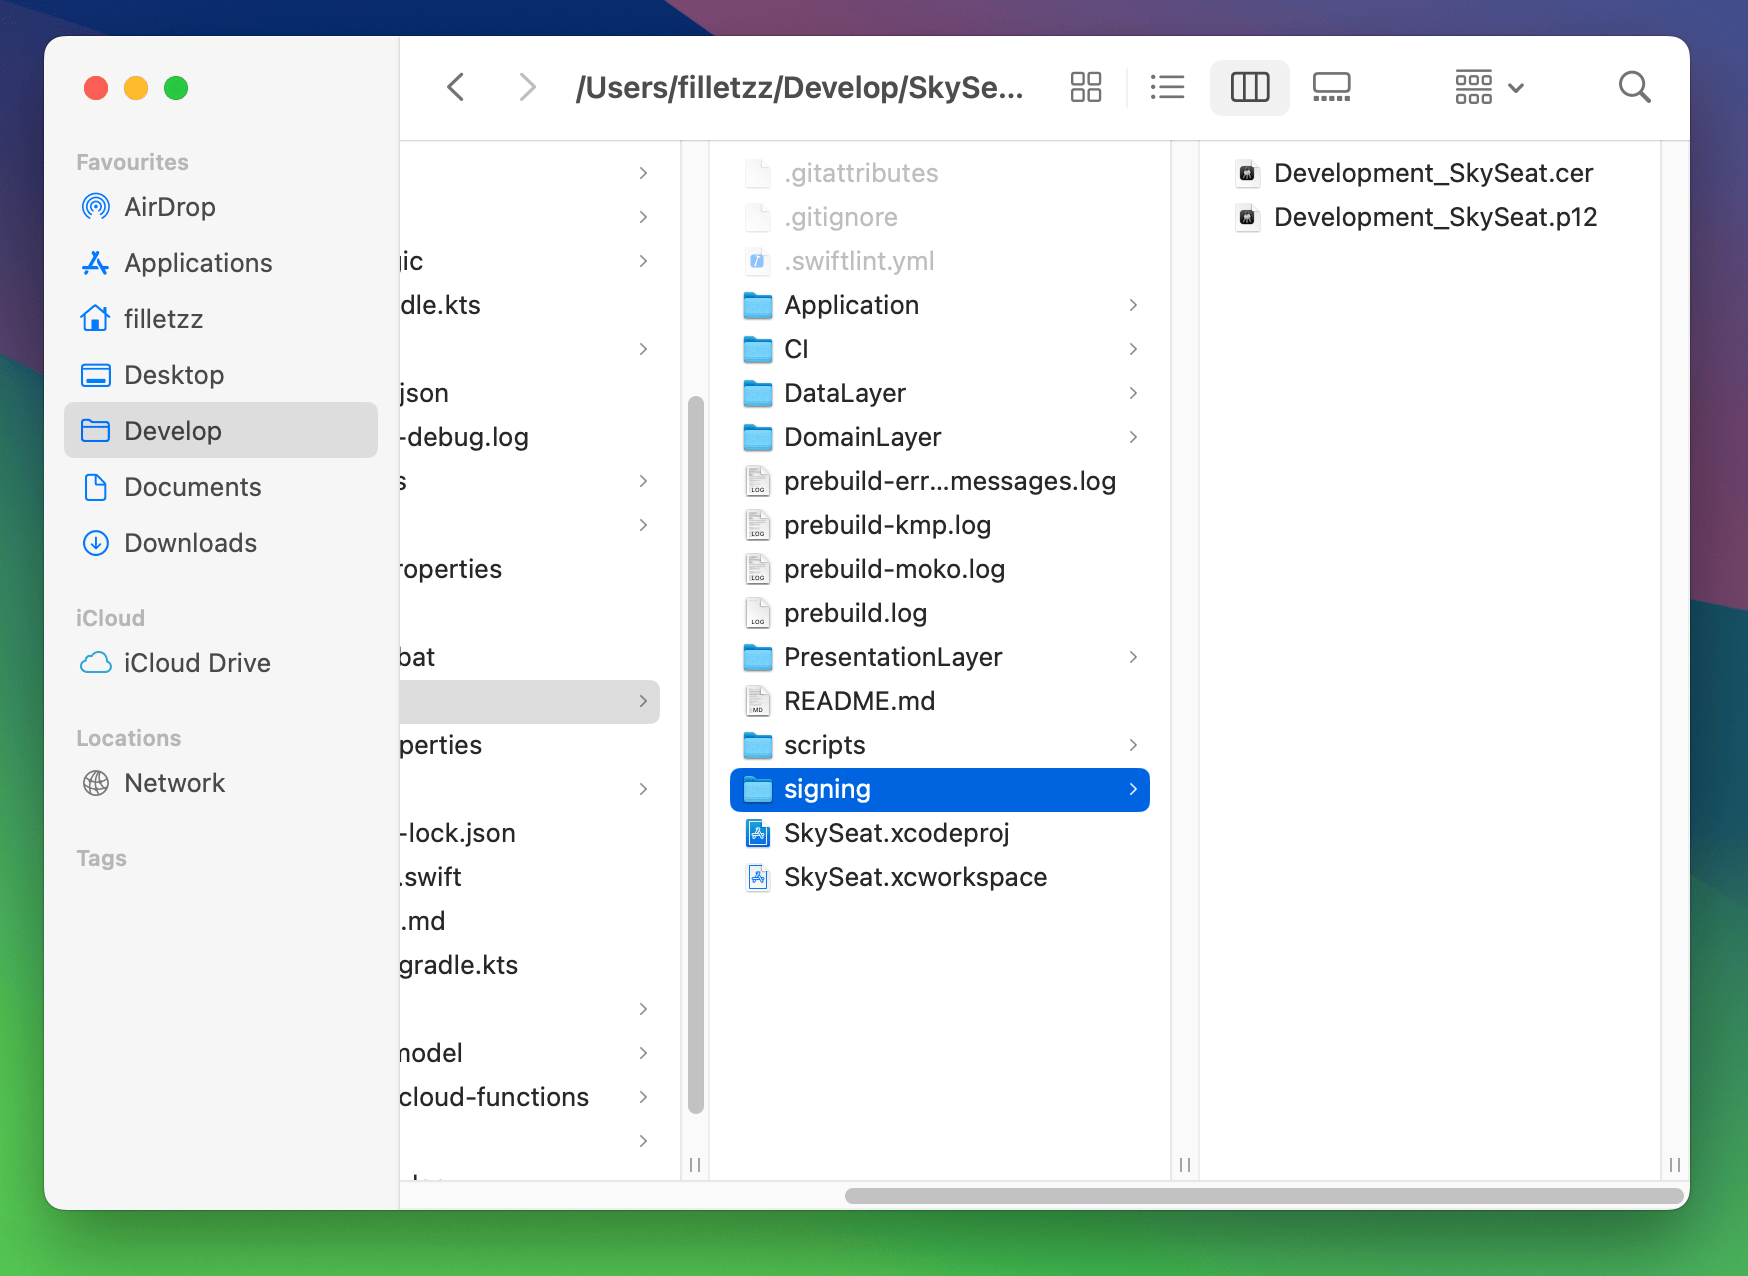 /Users/filletzz/Develop/SkySe...
Favourites
AirDrop
Applications
filletzz
Desktop
Develop
Documents
Downloads
iCloud
iCloud Drive
Locations
Network
Tags
ic
dle.kts
json
-debug.log
s
roperties
bat
perties
-lock.json
.swift
.md
gradle.kts
model
cloud-functions
.gitattributes
.gitignore
.swiftlint.yml
Application
CI
DataLayer
DomainLayer
prebuild-err...messages.log
prebuild-kmp.log
prebuild-moko.log
prebuild.log
PresentationLayer
README.md
scripts
signing
SkySeat.xcodeproj
SkySeat.xcworkspace
Development_SkySeat.cer
Development_SkySeat.p12